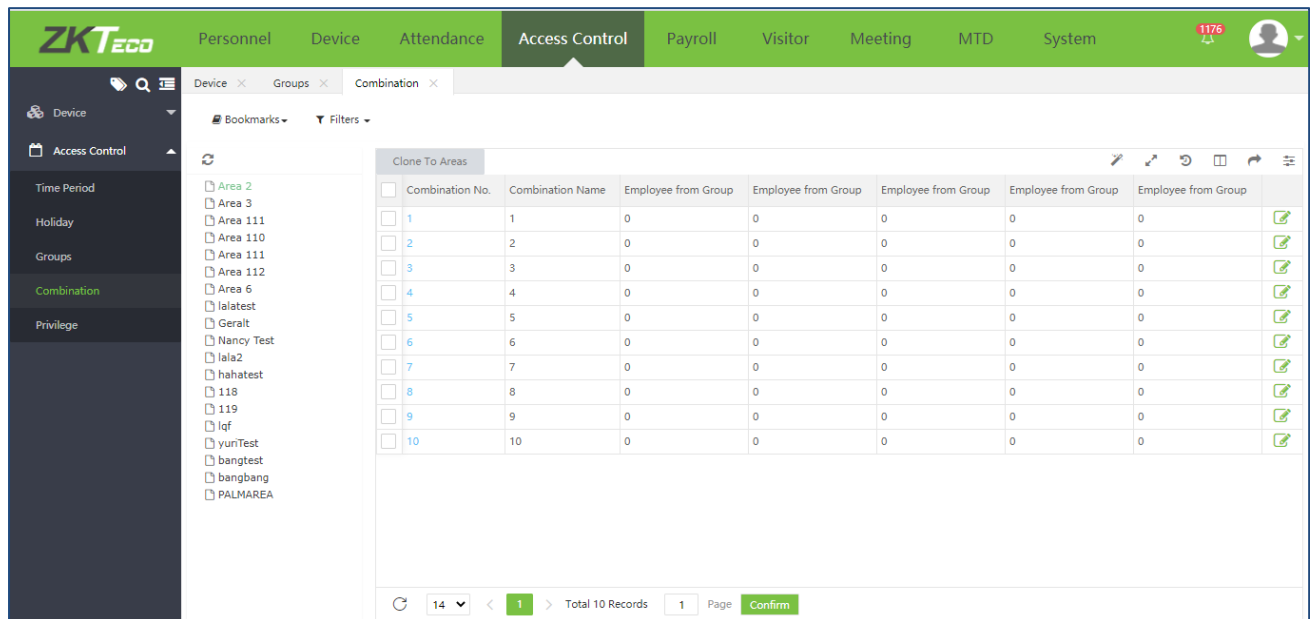 ZKTECO Personnel Device Attendance Access Control Payroll Visitor Meeting MTD System 1176
Device Groups Combination
Device
Access Control
Time Period
Holiday
Groups
Combination
Privilege
Bookmarks Filters
Area 2
Area 3
Area 111
Area 110
Area 111
Area 112
Area 6
lalatest
Geralt
Nancy Test
lala2
hahatest
118
119
lqf
yuriTest
bangtest
bangbang
PALMAREA
Clone To Areas
Combination No. Combination Name Employee from Group Employee from Group Employee from Group Employee from Group Employee from Group
1 1 0 0 0 0 0
2 2 0 0 0 0 0
3 3 0 0 0 0 0
4 4 0 0 0 0 0
5 5 0 0 0 0 0
6 6 0 0 0 0 0
7 7 0 0 0 0 0
8 8 0 0 0 0 0
9 9 0 0 0 0 0
10 10 0 0 0 0 0
14 < 1 > Total 10 Records 1 Page Confirm